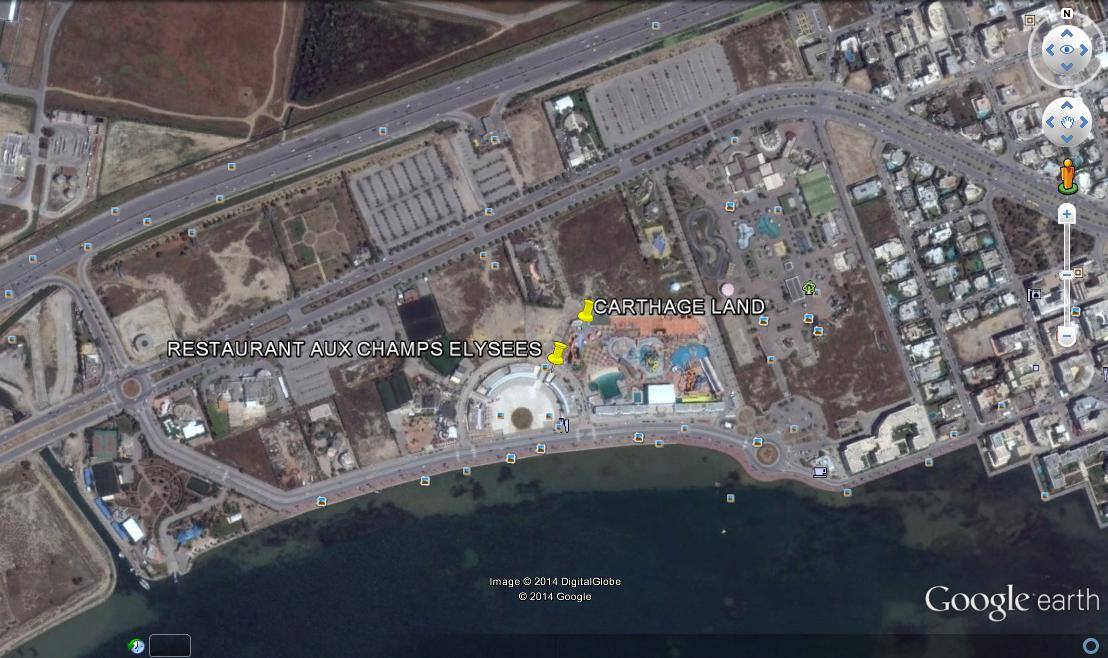 N
CARTHAGE LAND
RESTAURANT AUX CHAMPS ELYSEES
Image © 2014 DigitalGlobe
© 2014 Google
Google earth